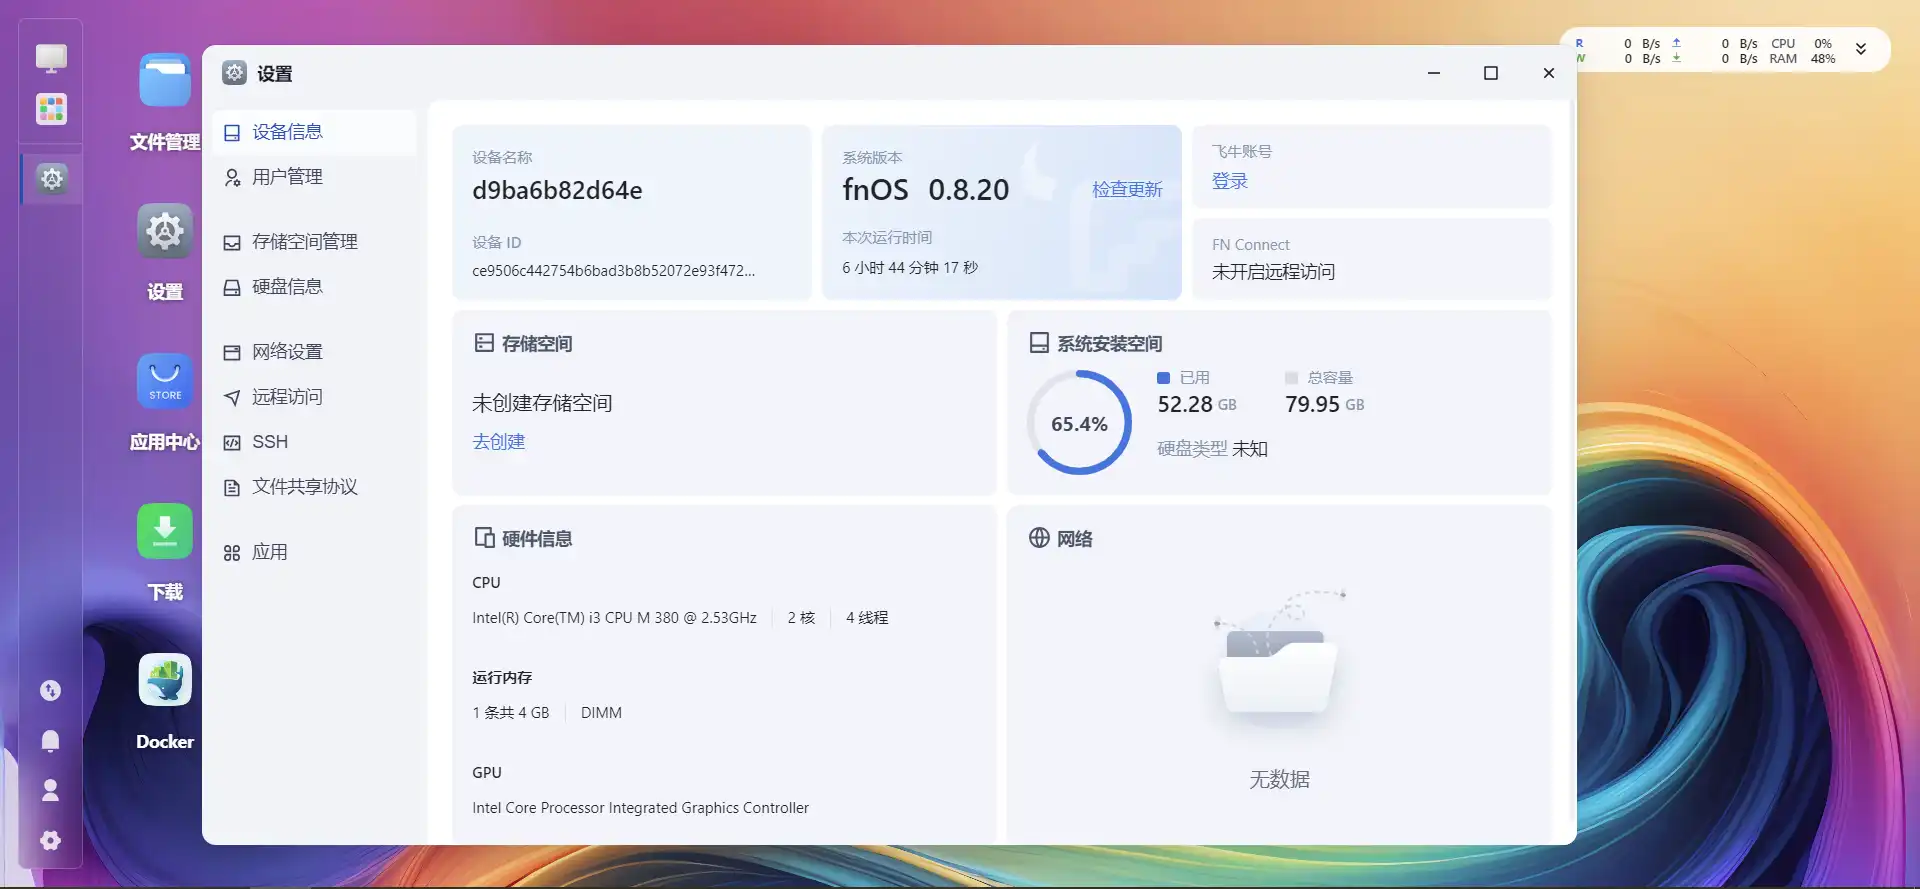 R 0 B/s 0 B/s CPU 0%
W 0 B/s 0 B/s RAM 48%
文件管理
设置
STORE
应用中心
下载
Docker
设置
设备信息
用户管理
存储空间管理
硬盘信息
网络设置
远程访问
SSH
文件共享协议
应用
设备名称
d9ba6b82d64e
设备 ID
ce9506c442754b6bad3b8b52072e93f472...
系统版本
fnOS 0.8.20
检查更新
本次运行时间
6 小时 44 分钟 17 秒
飞牛账号
登录
FN Connect
未开启远程访问
存储空间
未创建存储空间
去创建
系统安装空间
65.4%
已用
52.28 GB
总容量
79.95 GB
硬盘类型 未知
硬件信息
CPU
Intel(R) Core(TM) i3 CPU M 380 @ 2.53GHz 2 核 4 线程
运行内存
1 条共 4 GB DIMM
GPU
Intel Core Processor Integrated Graphics Controller
网络
无数据